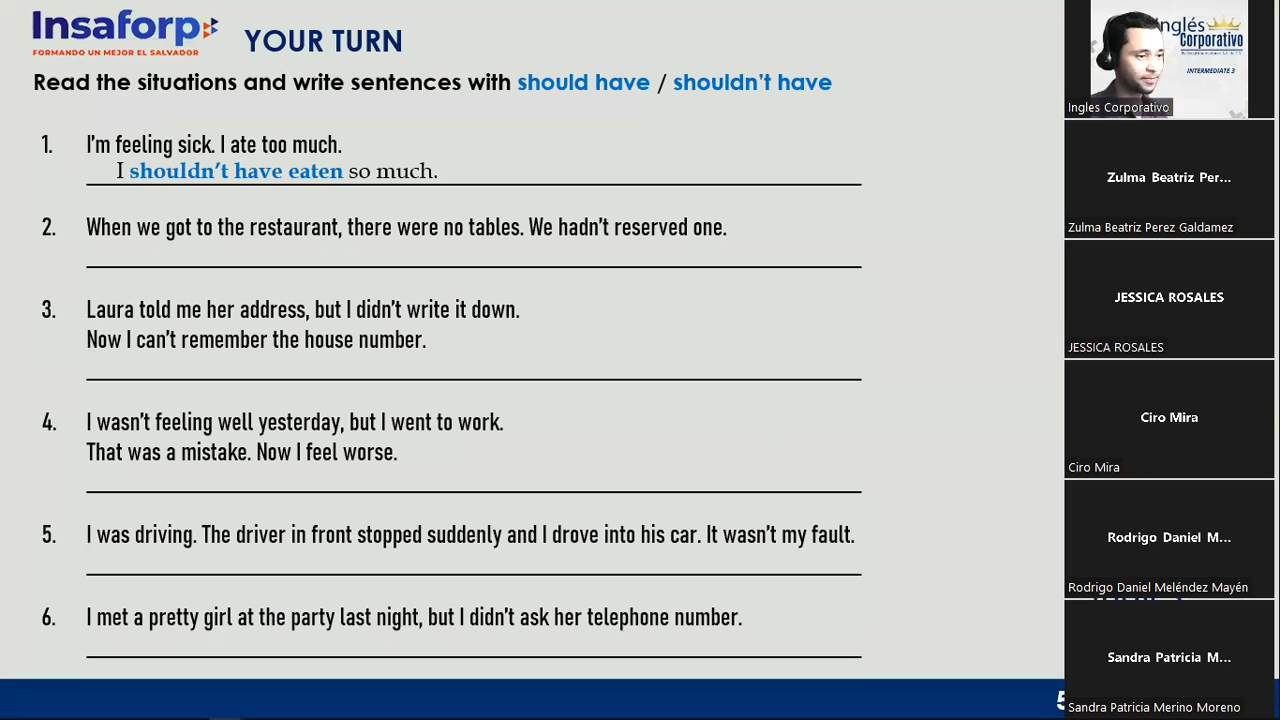 Insaforp
FORMANDO UN MEJOR EL SALVADOR
YOUR TURN
Read the situations and write sentences with should have / shouldn't have
1. I'm feeling sick. I ate too much.
I shouldn't have eaten so much.
2. When we got to the restaurant, there were no tables. We hadn't reserved one.
3. Laura told me her address, but I didn't write it down.
Now I can't remember the house number.
4. I wasn't feeling well yesterday, but I went to work.
That was a mistake. Now I feel worse.
5. I was driving. The driver in front stopped suddenly and I drove into his car. It wasn't my fault.
6. I met a pretty girl at the party last night, but I didn't ask her telephone number.
5
Inglés
Corporativo
INTERMEDIATE 3
Ingles Corporativo
Zulma Beatriz Per...
Zulma Beatriz Perez Galdamez
JESSICA ROSALES
JESSICA ROSALES
Ciro Mira
Ciro Mira
Rodrigo Daniel M...
Rodrigo Daniel Meléndez Mayén
Sandra Patricia M...
Sandra Patricia Merino Moreno